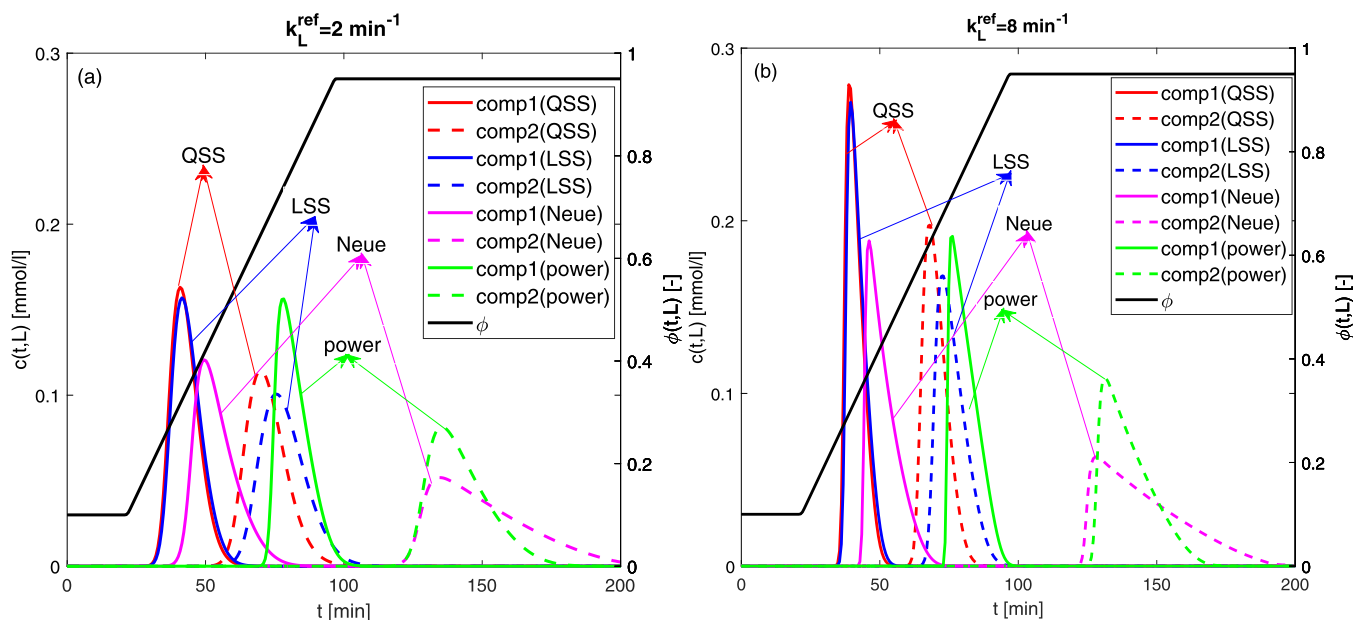 k_L^ref=2 min^-1
(a)
0.3
0.2
0.1
0
c(t,L) [mmol/l]
QSS
LSS
Neue
power
comp1(QSS)
comp2(QSS)
comp1(LSS)
comp2(LSS)
comp1(Neue)
comp2(Neue)
comp1(power)
comp2(power)
ϕ
1
0.8
0.6
0.4
0.2
0
ϕ(t,L) [-]
0 50 100 150 200
t [min]
k_L^ref=8 min^-1
(b)
0.3
0.2
0.1
0
c(t,L) [mmol/l]
QSS
LSS
Neue
power
comp1(QSS)
comp2(QSS)
comp1(LSS)
comp2(LSS)
comp1(Neue)
comp2(Neue)
comp1(power)
comp2(power)
ϕ
1
0.8
0.6
0.4
0.2
0
ϕ(t,L) [-]
0 50 100 150 200
t [min]